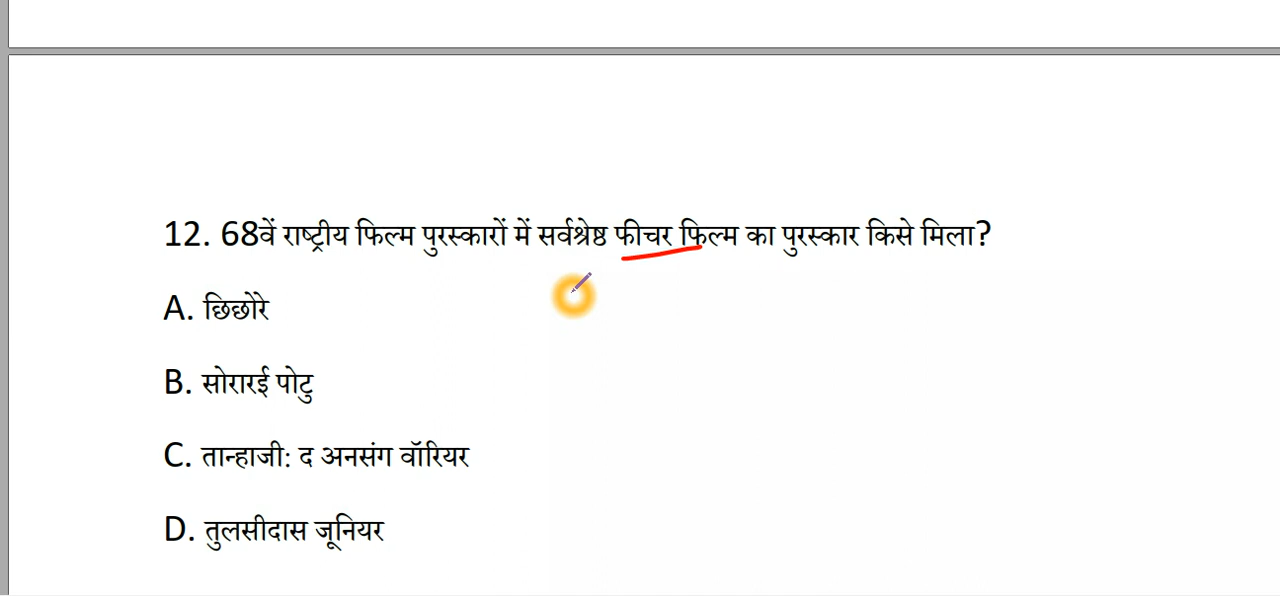 12. 68वें राष्ट्रीय फिल्म पुरस्कारों में सर्वश्रेष्ठ फीचर फिल्म का पुरस्कार किसे मिला?
A. छिछोरे
B. सोरारई पोटु
C. तान्हाजी: द अनसंग वॉरियर
D. तुलसीदास जूनियर